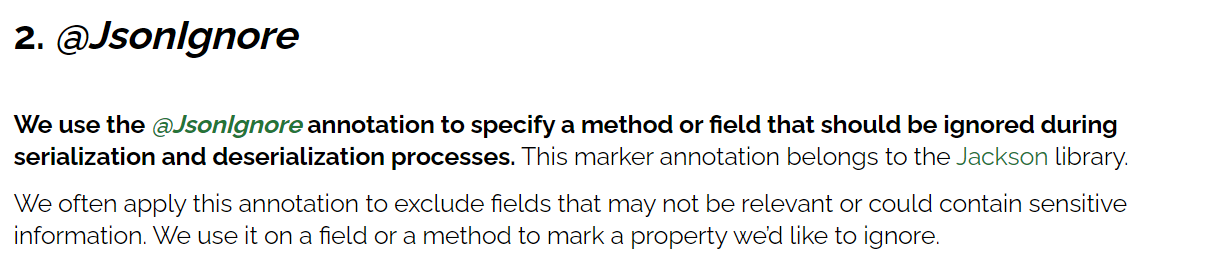 2. @JsonIgnore
We use the @JsonIgnore annotation to specify a method or field that should be ignored during
serialization and deserialization processes. This marker annotation belongs to the Jackson library.
We often apply this annotation to exclude fields that may not be relevant or could contain sensitive
information. We use it on a field or a method to mark a property we’d like to ignore.